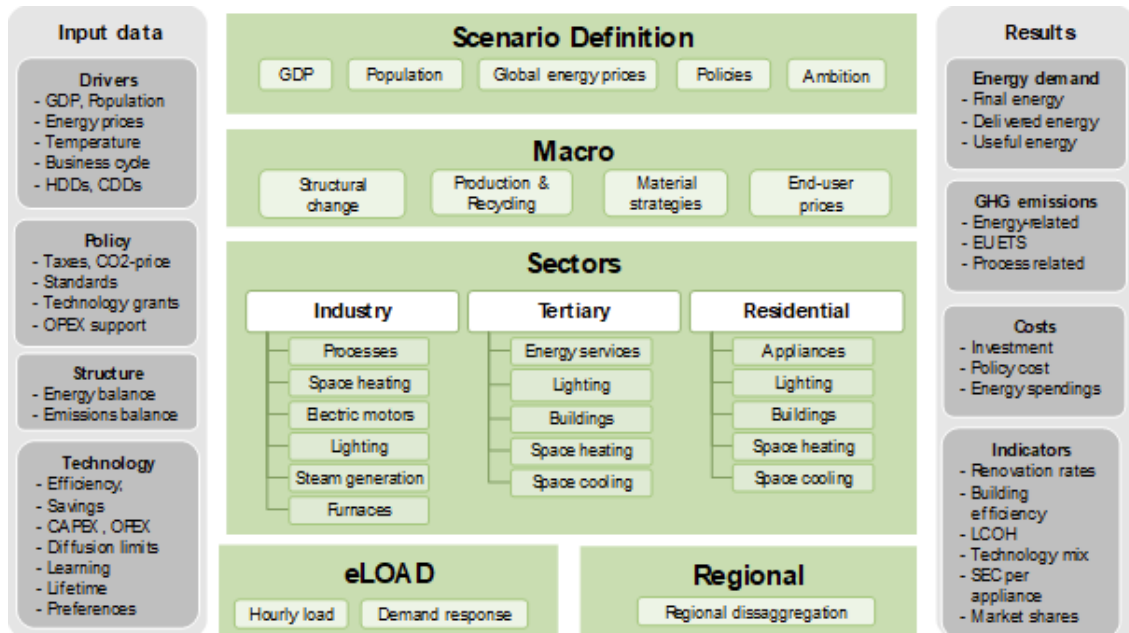 Input data
Drivers
- GDP, Population
- Energy prices
- Temperature
- Business cycle
- HDDs, CDDs
Policy
- Taxes, CO2-price
- Standards
- Technology grants
- OPEX support
Structure
- Energy balance
- Emissions balance
Technology
- Efficiency,
- Savings
- CAPEX , OPEX
- Diffusion limits
- Learning
- Lifetime
- Preferences
Scenario Definition
GDP
Population
Global energy prices
Policies
Ambition
Macro
Structural
change
Production &
Recycling
Material
strategies
End-user
prices
Sectors
Industry
Processes
Space heating
Electric motors
Lighting
Steam generation
Furnaces
Tertiary
Energy services
Lighting
Buildings
Space heating
Space cooling
Residential
Appliances
Lighting
Buildings
Space heating
Space cooling
eLOAD
Hourly load
Demand response
Regional
Regional dissaggregation
Results
Energy demand
- Final energy
- Delivered energy
- Useful energy
GHG emissions
- Energy-related
- EU ETS
- Process related
Costs
- Investment
- Policy cost
- Energy spendings
Indicators
- Renovation rates
- Building
efficiency
- LCOH
- Technology mix
- SEC per
appliance
- Market shares